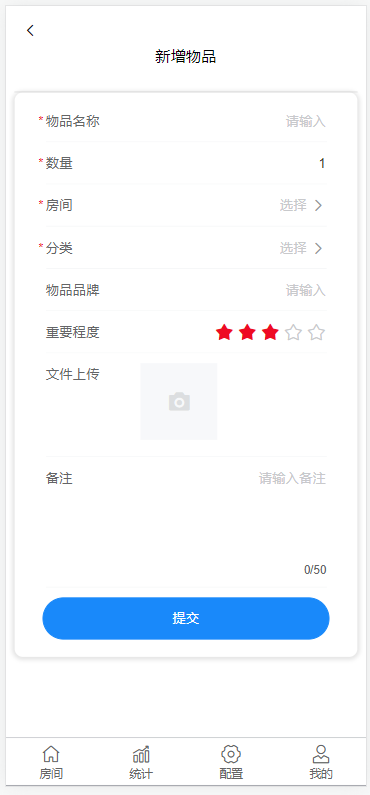 新增物品
*物品名称 请输入
*数量 1
*房间 选择
*分类 选择
物品品牌 请输入
重要程度
文件上传
备注 请输入备注
0/50
提交
房间 统计 配置 我的